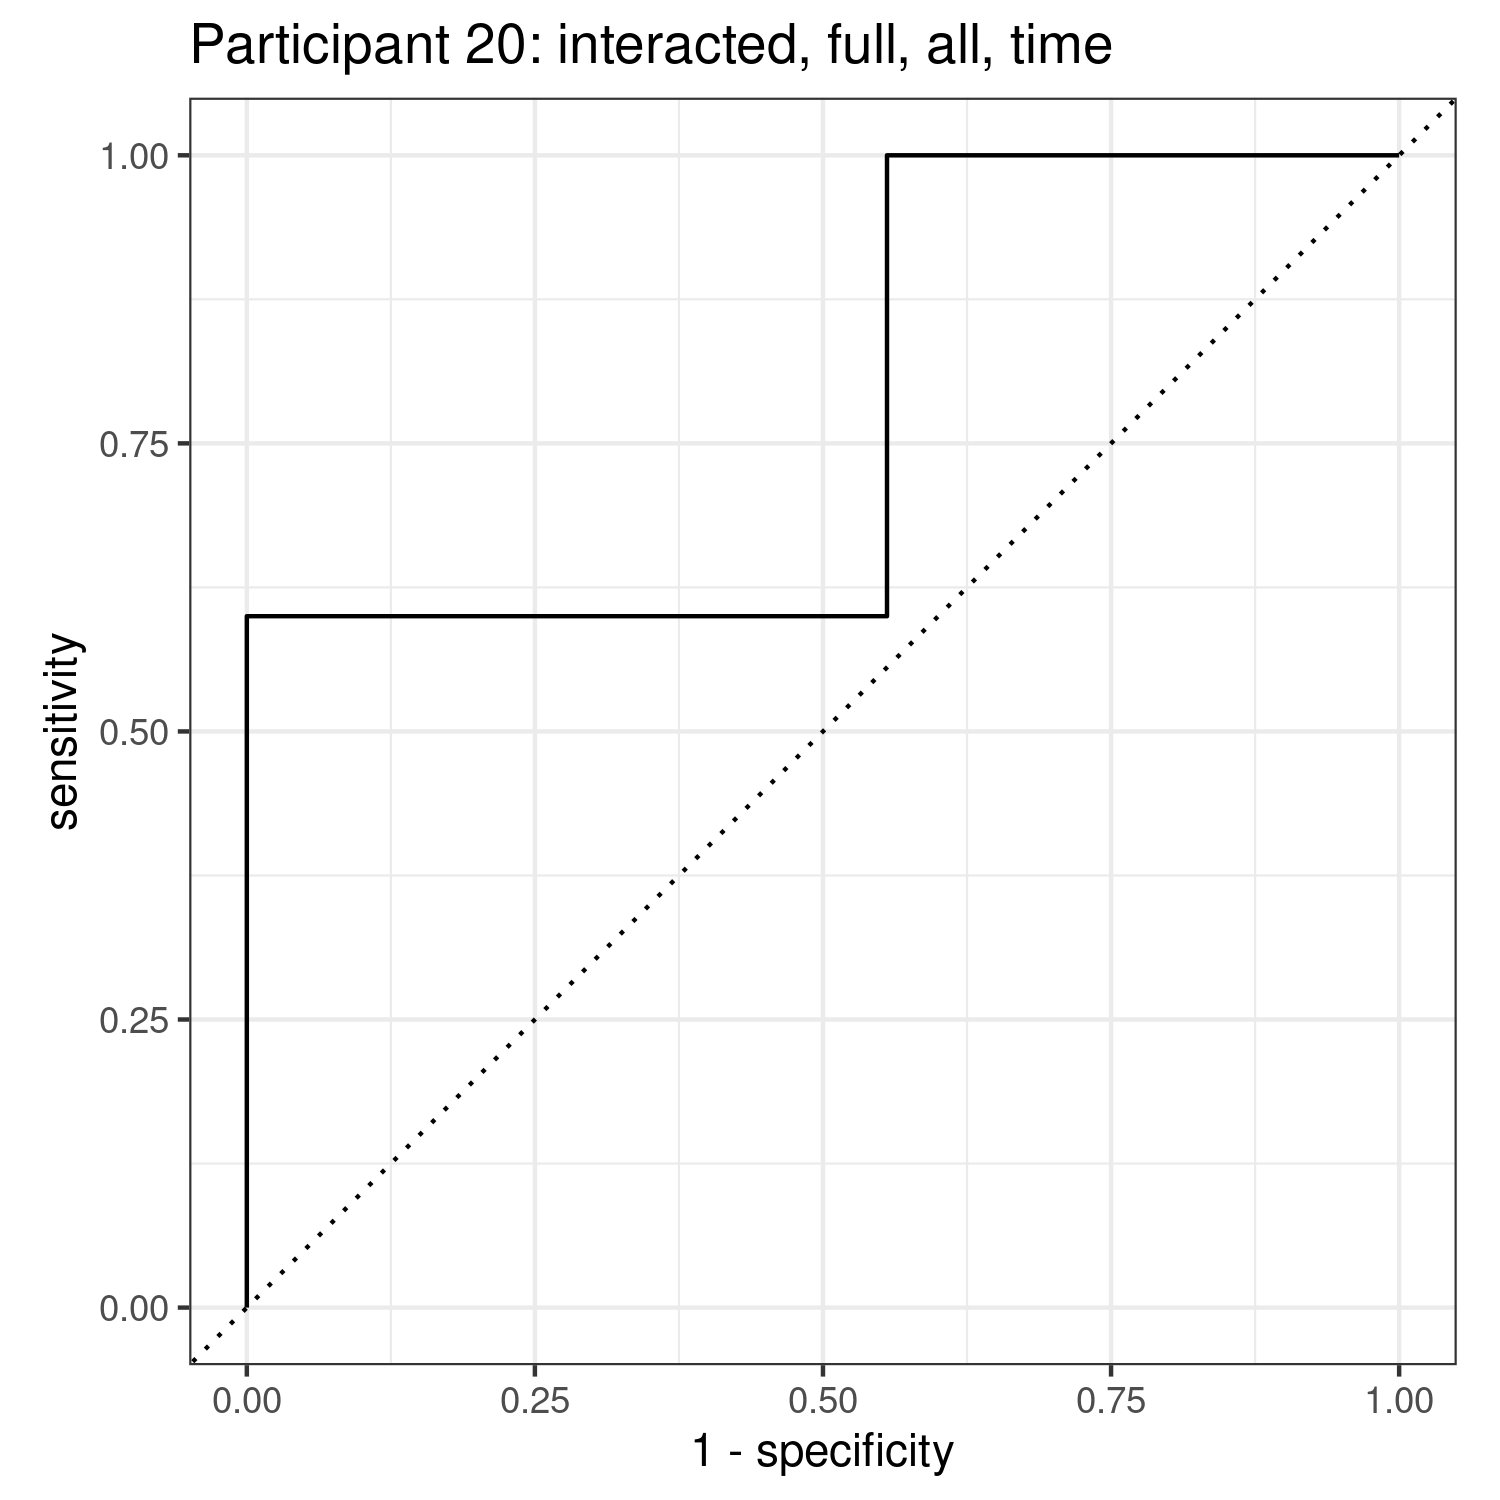 Participant 20: interacted, full, all, time
1.00
0.75
0.50
0.25
0.00
sensitivity
0.00 0.25 0.50 0.75 1.00
1 - specificity